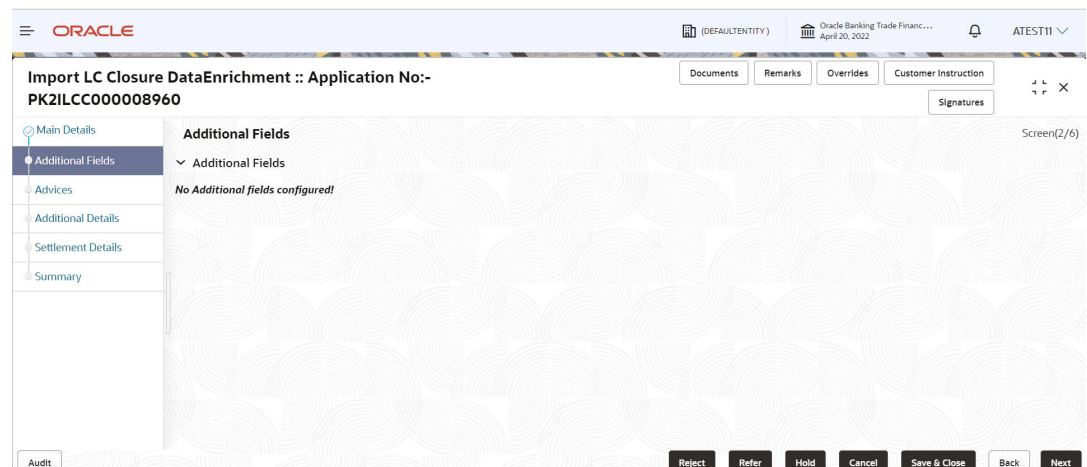 ORACLE
(DEFAULTENTITY)
Oracle Banking Trade Financ...
April 20, 2022
ATEST11
Import LC Closure DataEnrichment :: Application No:-
PK2ILCC000008960
Documents
Remarks
Overrides
Customer Instruction
Signatures
Main Details
Additional Fields
Advices
Additional Details
Settlement Details
Summary
Additional Fields
Screen(2/6)
Additional Fields
No Additional fields configured!
Audit
Reject
Refer
Hold
Cancel
Save & Close
Back
Next